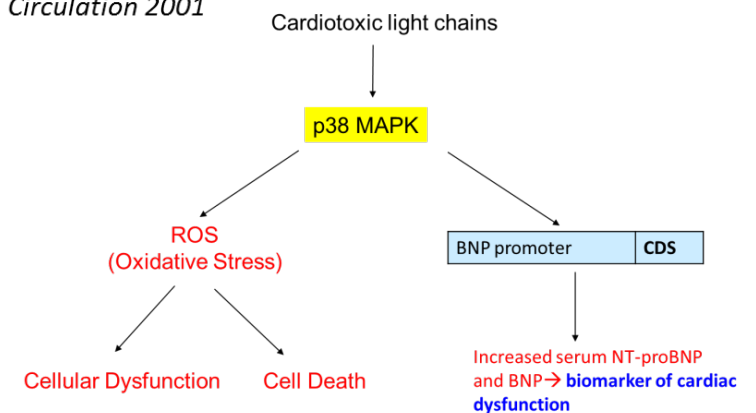 Circulation 2001
Cardiotoxic light chains
p38 MAPK
ROS
(Oxidative Stress)
BNP promoter
CDS
Cellular Dysfunction
Cell Death
Increased serum NT-proBNP
and BNP→ biomarker of cardiac
dysfunction